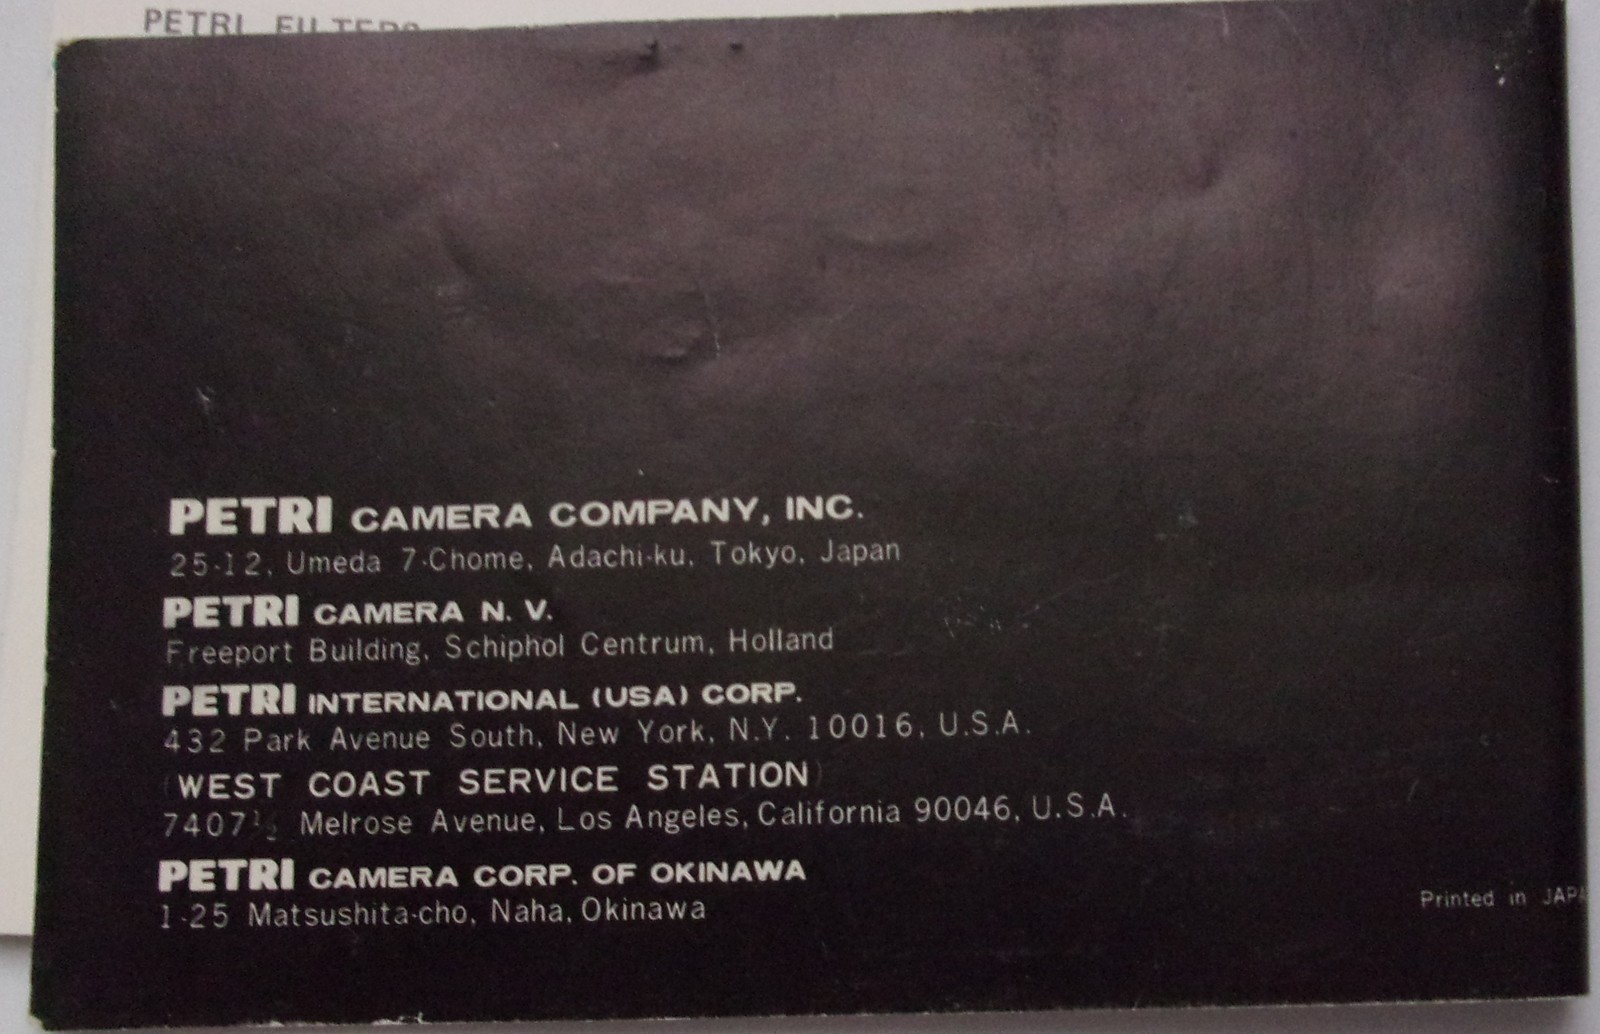 PETRI FILTERS
PETRI CAMERA COMPANY, INC.
25-12, Umeda 7-Chome, Adachi-ku, Tokyo, Japan
PETRI CAMERA N. V.
Freeport Building, Schiphol Centrum, Holland
PETRI INTERNATIONAL (USA) CORP.
432 Park Avenue South, New York, N.Y. 10016, U.S.A.
(WEST COAST SERVICE STATION)
7407½ Melrose Avenue, Los Angeles, California 90046, U.S.A.
PETRI CAMERA CORP. OF OKINAWA
1-25 Matsushita-cho, Naha, Okinawa
Printed in JAPA